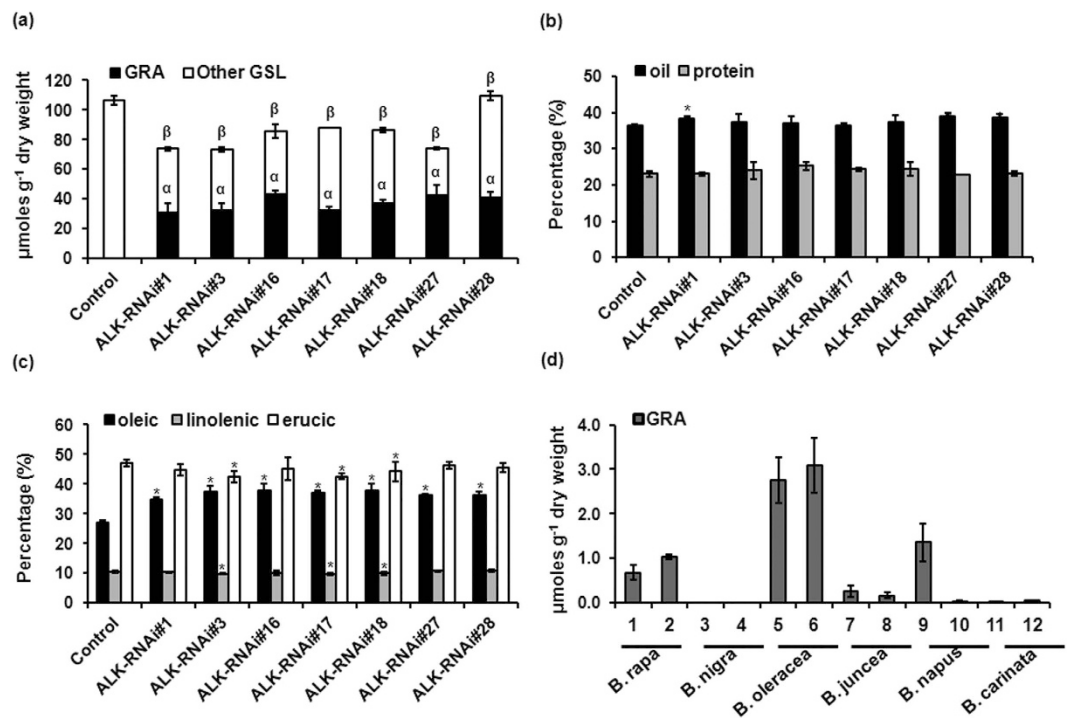 (a)
GRA Other GSL
µmoles g-1 dry weight
120
100
80
60
40
20
0
β β β β β β β
α α α α α α α
Control ALK-RNAi#1 ALK-RNAi#3 ALK-RNAi#16 ALK-RNAi#17 ALK-RNAi#18 ALK-RNAi#27 ALK-RNAi#28
(b)
oil protein
Percentage (%)
50
40
30
20
10
0
*
Control ALK-RNAi#1 ALK-RNAi#3 ALK-RNAi#16 ALK-RNAi#17 ALK-RNAi#18 ALK-RNAi#27 ALK-RNAi#28
(c)
oleic linolenic erucic
Percentage (%)
60
50
40
30
20
10
0
* * * * * * * * * * * * *
Control ALK-RNAi#1 ALK-RNAi#3 ALK-RNAi#16 ALK-RNAi#17 ALK-RNAi#18 ALK-RNAi#27 ALK-RNAi#28
(d)
GRA
µmoles g-1 dry weight
4.0
3.0
2.0
1.0
0.0
1 2 3 4 5 6 7 8 9 10 11 12
B. rapa B. nigra B. oleracea B. juncea B. napus B. carinata